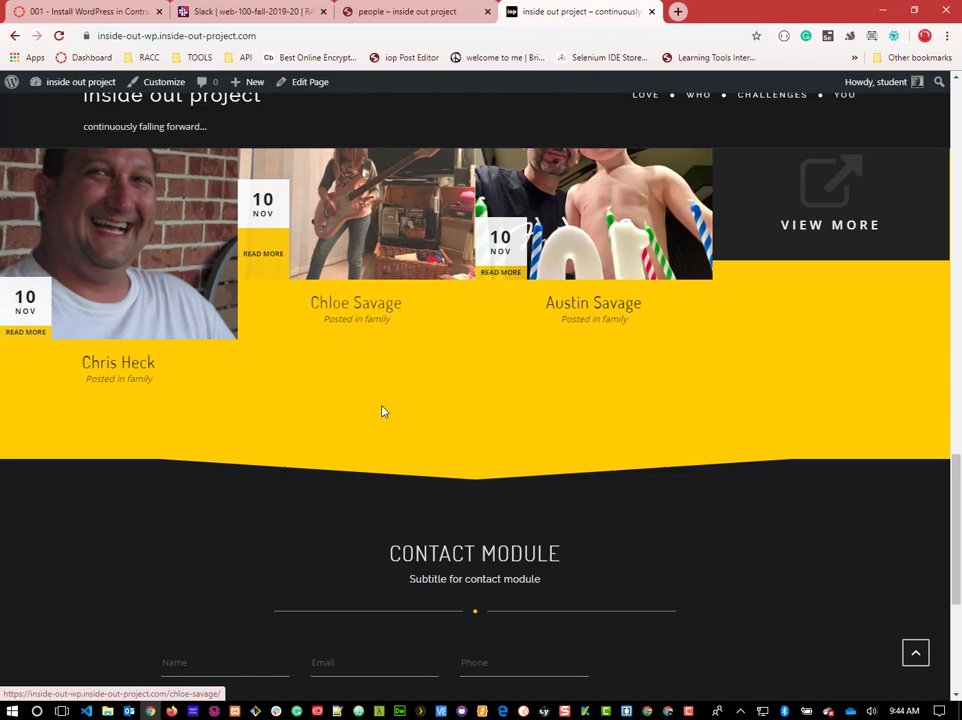 001 - Install WordPress in Contro
Slack | web-100-fall-2019-20 | RA
people – inside out project
iop
inside out project – continuously
inside-out-wp.inside-out-project.com
Apps
Dashboard
RACC
TOOLS
API
Cb
Best Online Encrypt...
iop Post Editor
welcome to me | Bri...
Selenium IDE Store...
Learning Tools Inter...
»
Other bookmarks
inside out project
Customize
New
Edit Page
Howdy, student
inside out project
LOVE • WHO • CHALLENGES • YOU
continuously falling forward...
10
NOV
READ MORE
Chris Heck
Posted in family
10
NOV
READ MORE
Chloe Savage
Posted in family
10
NOV
READ MORE
Austin Savage
Posted in family
VIEW MORE
CONTACT MODULE
Subtitle for contact module
Name
Email
Phone
https://inside-out-wp.inside-out-project.com/chloe-savage/
9:44 AM